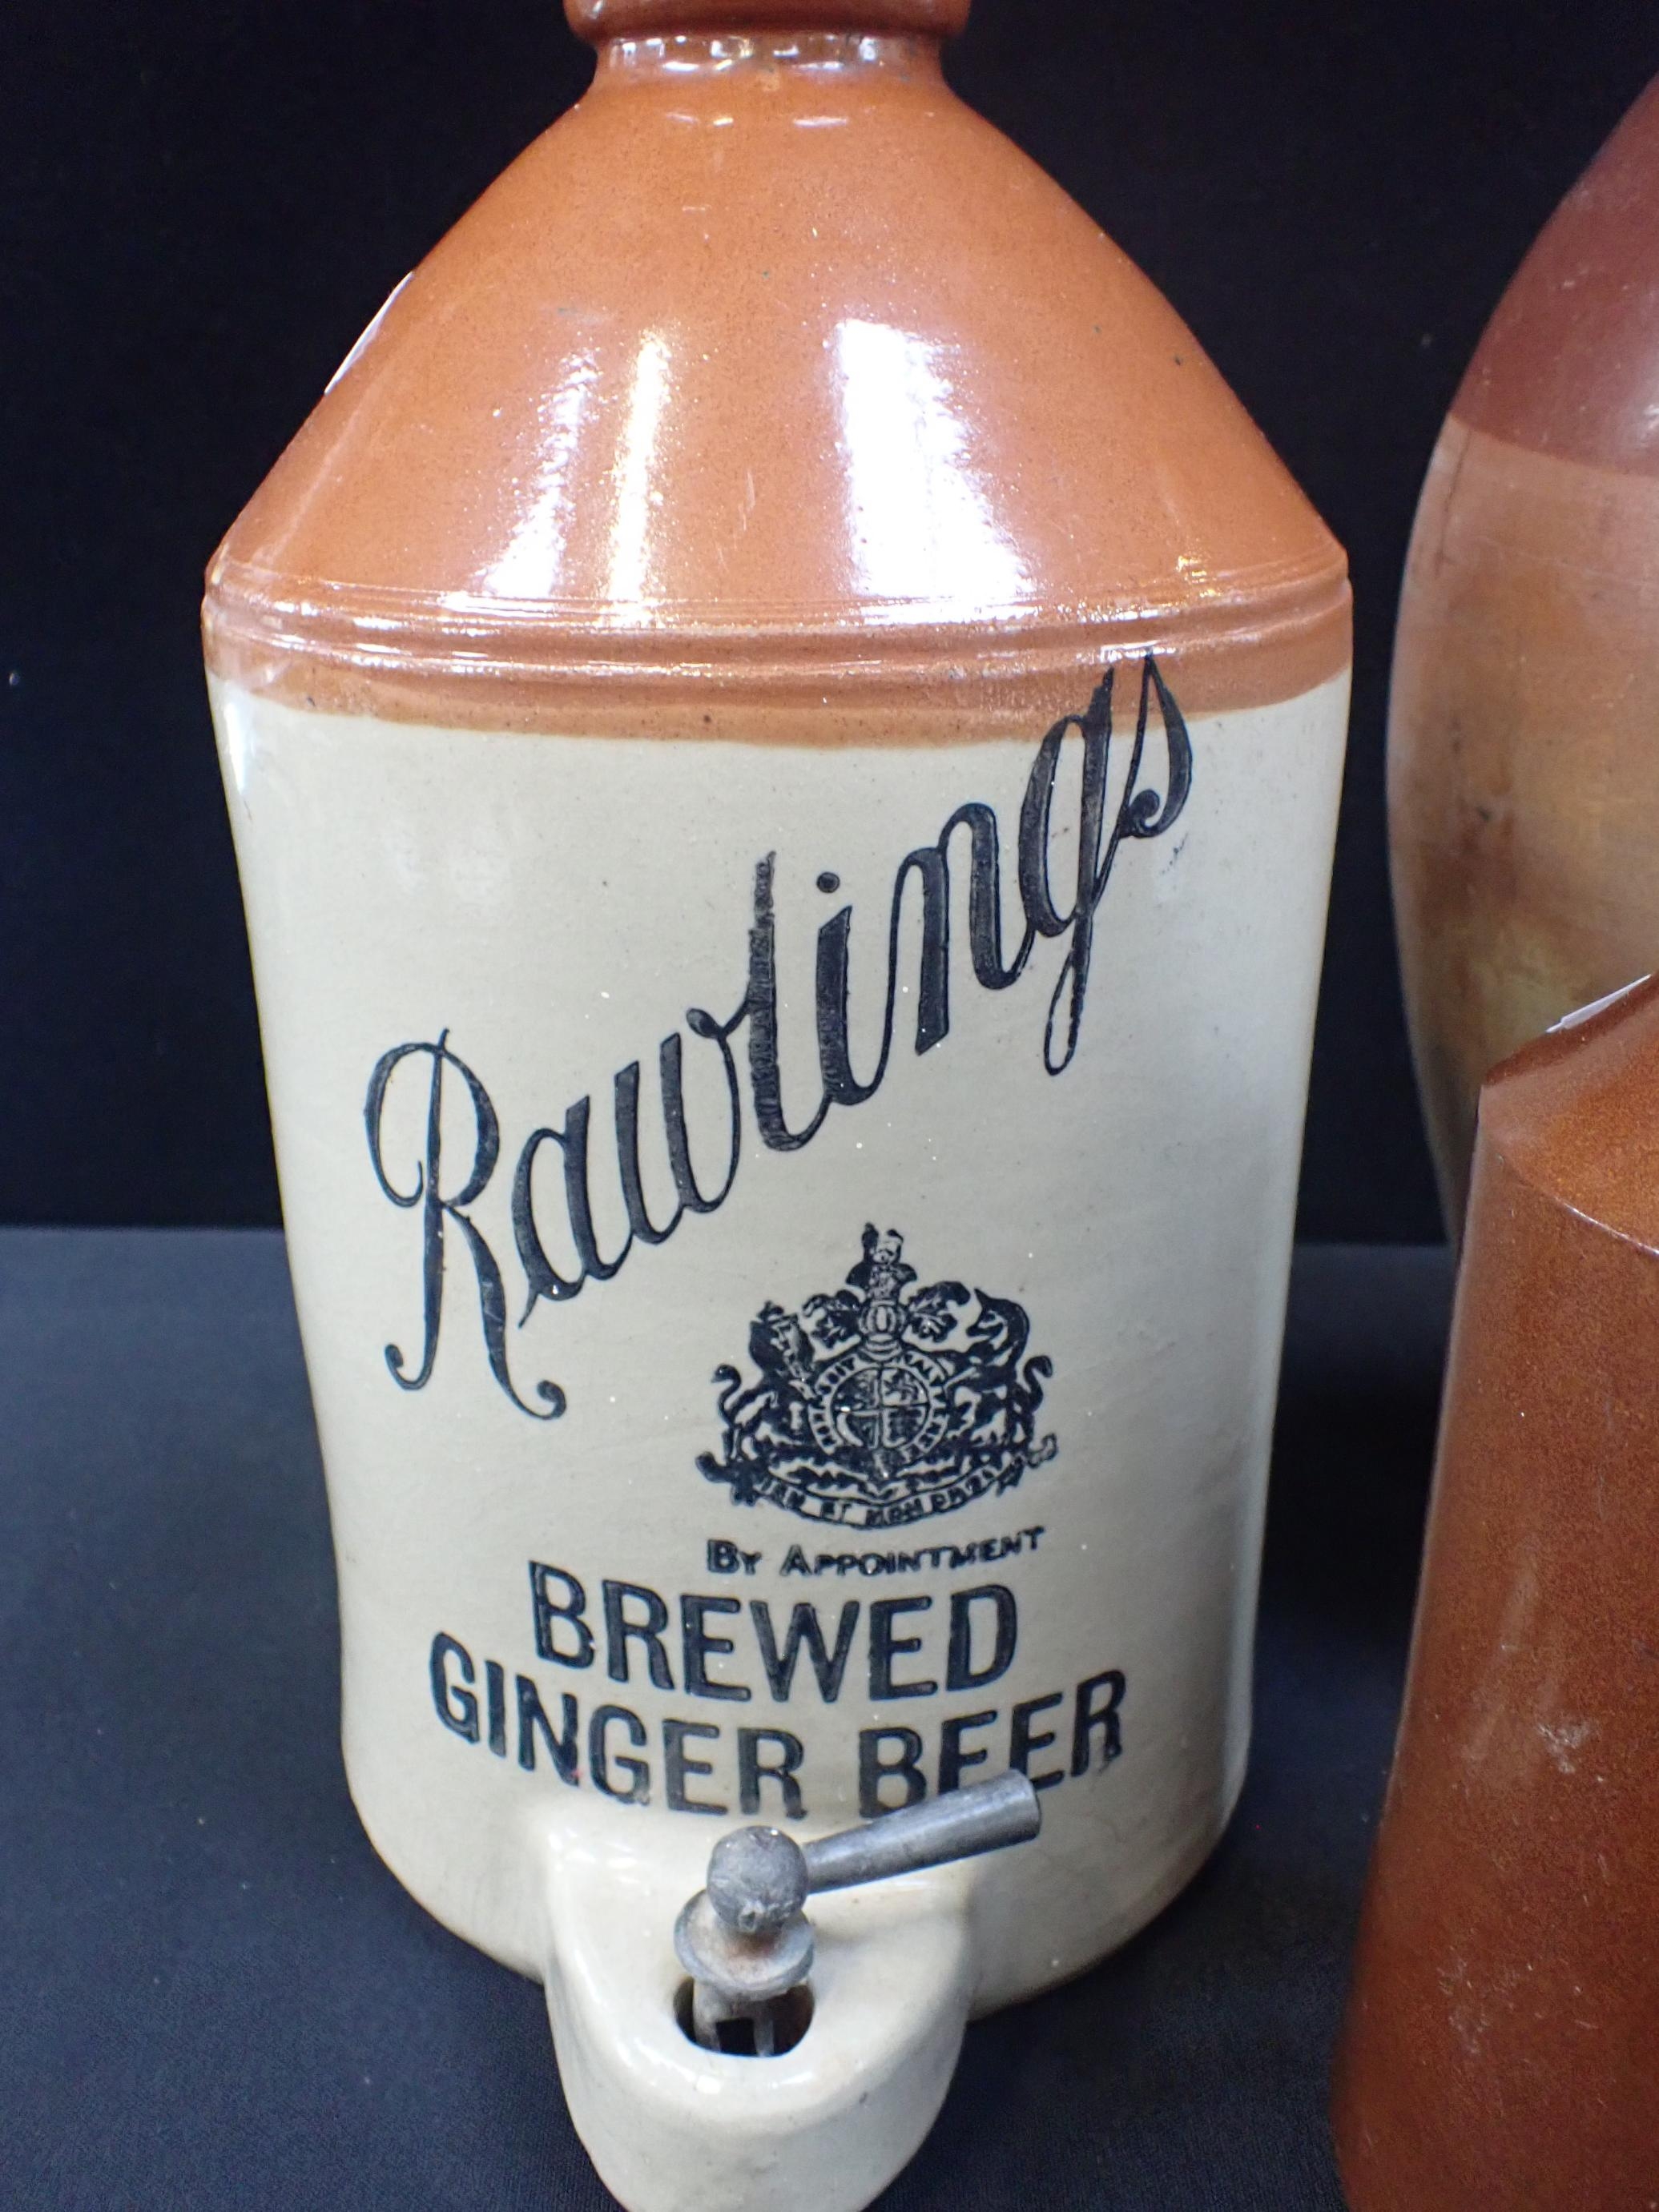 Rawlings
BY APPOINTMENT
BREWED
GINGER BEER